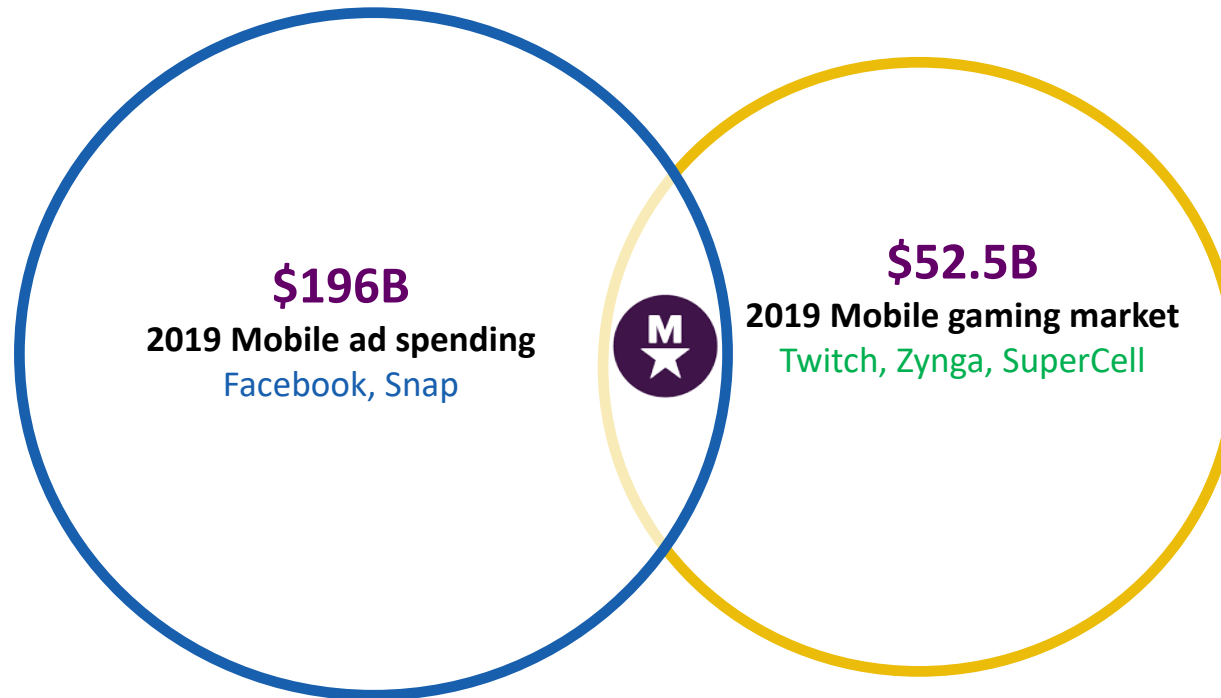 $196B
2019 Mobile ad spending
Facebook, Snap
M
$52.5B
2019 Mobile gaming market
Twitch, Zynga, SuperCell